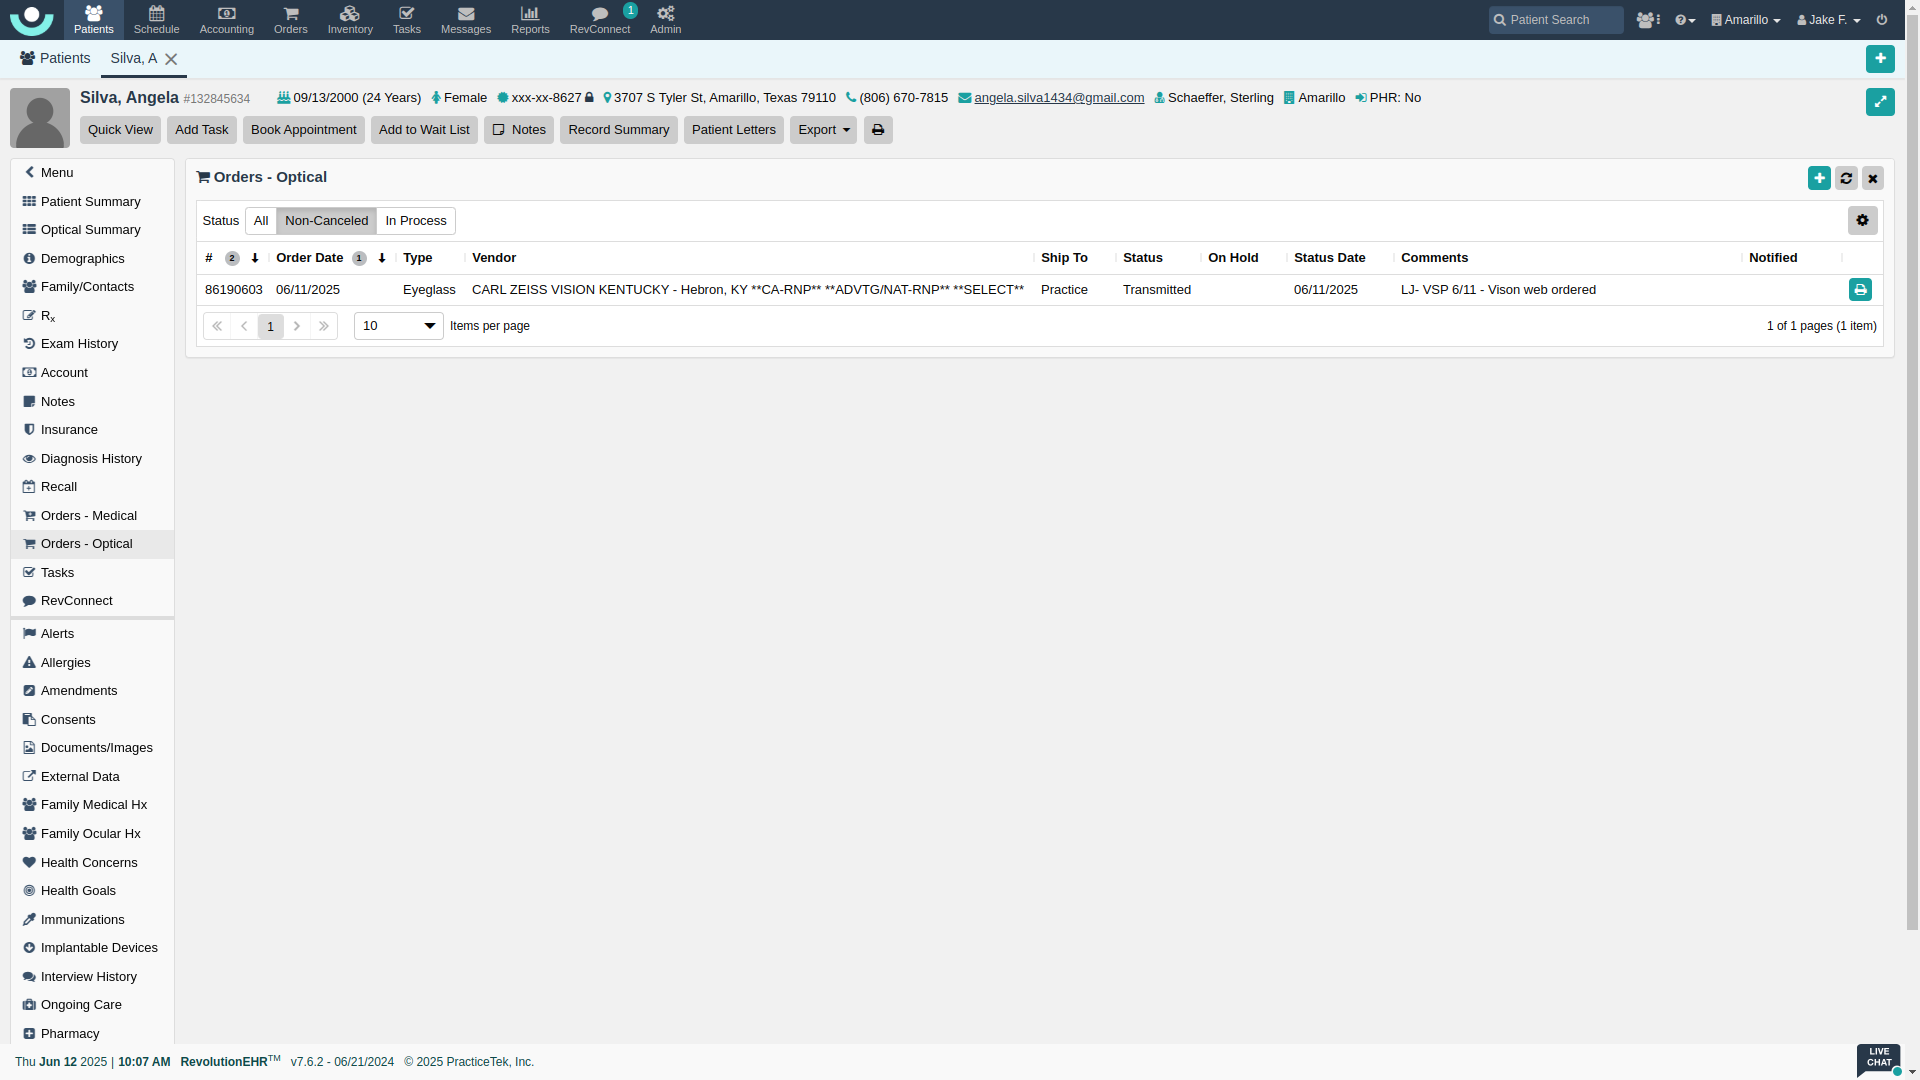 Patients
Schedule
Accounting
Orders
Inventory
Tasks
Messages
Reports
RevConnect
1
Admin
Patient Search
Amarillo
Jake F.
Patients
Silva, A
Silva, Angela #132845634
09/13/2000 (24 Years)
Female
xxx-xx-8627
3707 S Tyler St, Amarillo, Texas 79110
(806) 670-7815
angela.silva1434@gmail.com
Schaeffer, Sterling
Amarillo
PHR: No
Quick View
Add Task
Book Appointment
Add to Wait List
Notes
Record Summary
Patient Letters
Export
Menu
Patient Summary
Optical Summary
Demographics
Family/Contacts
Rx
Exam History
Account
Notes
Insurance
Diagnosis History
Recall
Orders - Medical
Orders - Optical
Tasks
RevConnect
Alerts
Allergies
Amendments
Consents
Documents/Images
External Data
Family Medical Hx
Family Ocular Hx
Health Concerns
Health Goals
Immunizations
Implantable Devices
Interview History
Ongoing Care
Pharmacy
Orders - Optical
Status
All
Non-Canceled
In Process
# 2
Order Date 1
Type
Vendor
Ship To
Status
On Hold
Status Date
Comments
Notified
86190603
06/11/2025
Eyeglass
CARL ZEISS VISION KENTUCKY - Hebron, KY **CA-RNP** **ADVTG/NAT-RNP** **SELECT**
Practice
Transmitted
06/11/2025
LJ- VSP 6/11 - Vison web ordered
1
10
Items per page
1 of 1 pages (1 item)
Thu Jun 12 2025 | 10:07 AM RevolutionEHR™ v7.6.2 - 06/21/2024 © 2025 PracticeTek, Inc.
LIVE
CHAT